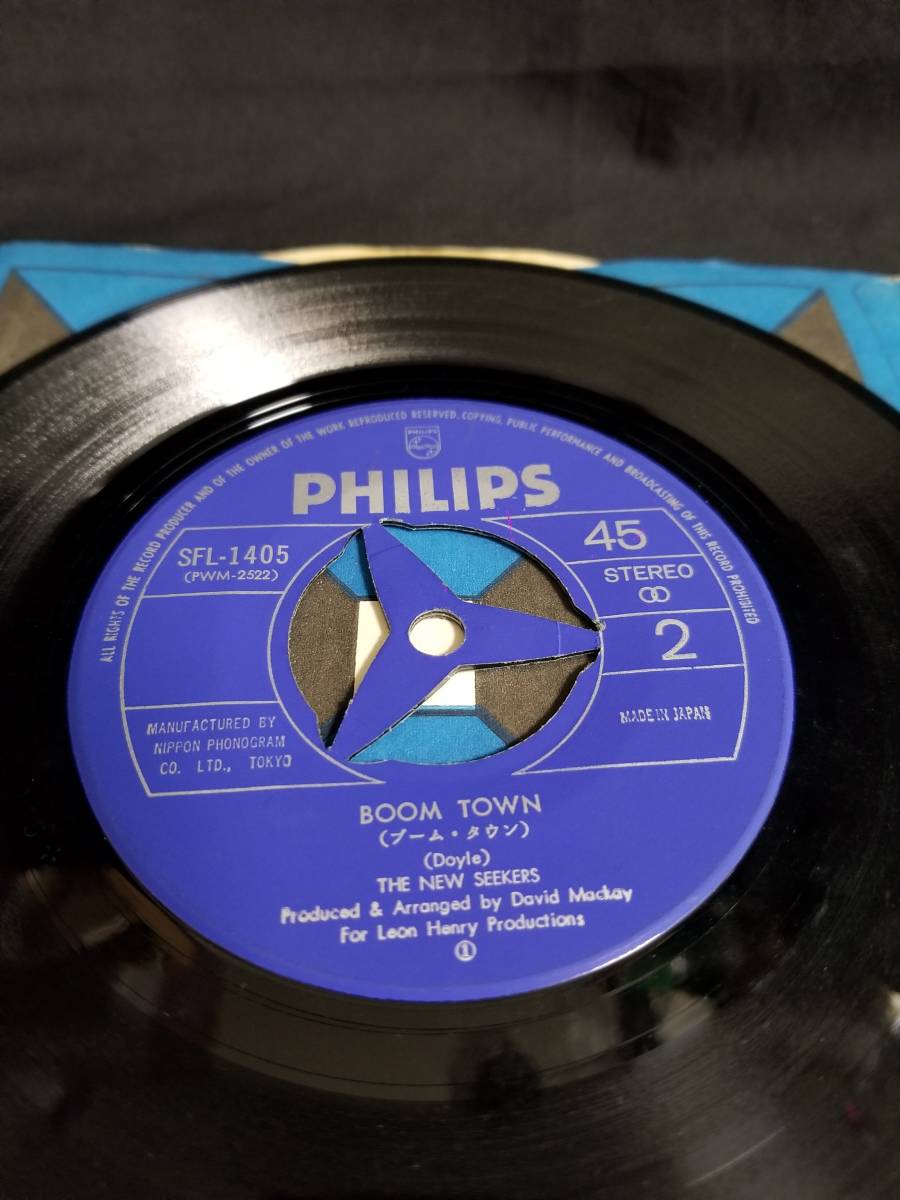 ALL RIGHTS OF THE RECORD PRODUCER AND OF THE OWNER OF THE WORK REPRODUCED RESERVED. COPYING, PUBLIC PERFORMANCE AND BROADCASTING OF THIS RECORD PROHIBITED
PHILIPS
PHILIPS
SFL-1405
(PWM-2522)
45
STEREO
2
MANUFACTURED BY
NIPPON PHONOGRAM
CO. LTD., TOKYO
MADE IN JAPAN
BOOM TOWN
(ブーム・タウン)
(Doyle)
THE NEW SEEKERS
Produced & Arranged by David Mackay
For Leon Henry Productions
①